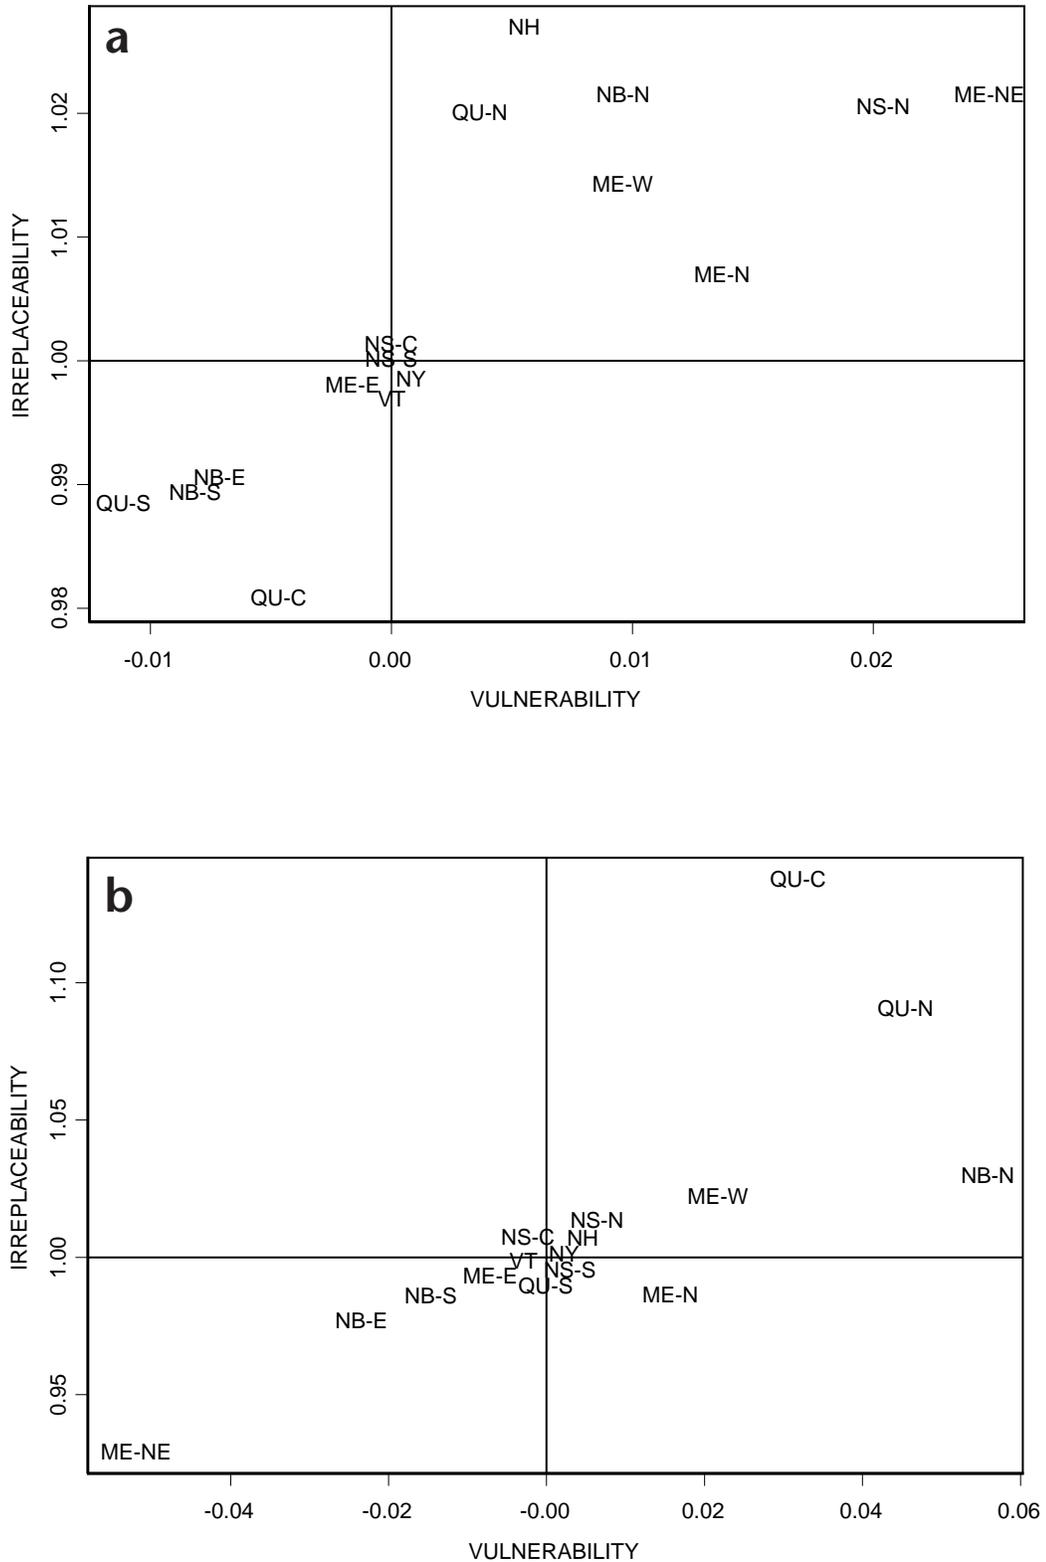 a
NH
NB-N
ME-NE
NS-N
QU-N
1.02
ME-W
1.01
ME-N
IRREPLACEABILITY
NS-C
NS-S
1.00
NY
ME-E
VT
NB-E
0.99
NB-S
QU-S
QU-C
0.98
-0.01 0.00 0.01 0.02
VULNERABILITY
b
QU-C
1.10
QU-N
1.05
NB-N
IRREPLACEABILITY
ME-W
NS-N
NS-C NH
1.00
NY
VT
NS-S
ME-E
QU-S
NB-S ME-N
NB-E
0.95
ME-NE
-0.04 -0.02 -0.00 0.02 0.04 0.06
VULNERABILITY